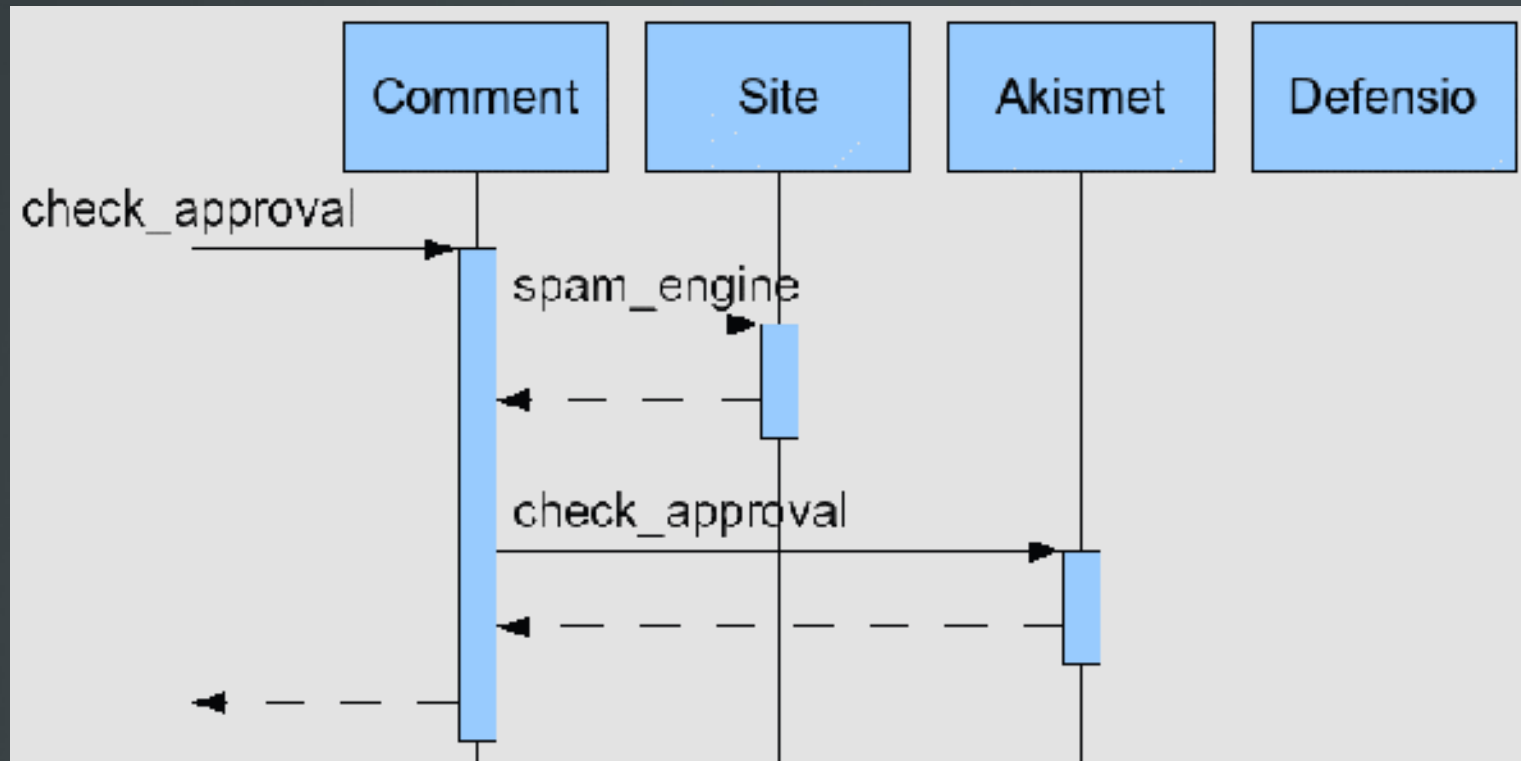 Comment
Site
Akismet
Defensio
check_approval
spam_engine
check_approval